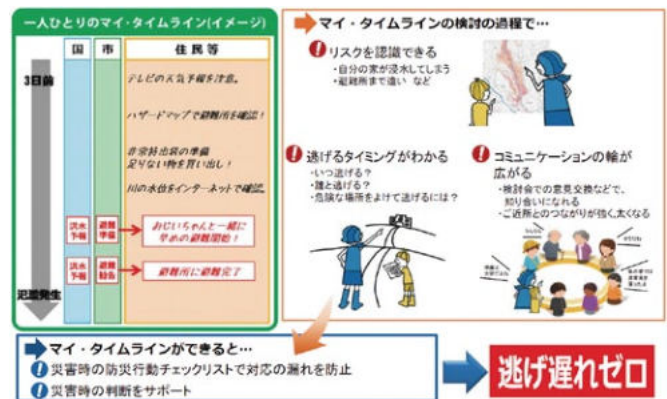 一人ひとりのマイ・タイムライン(イメージ)
国
市
住民等
3日前
テレビの天気予報を注意。
ハザードマップで避難所を確認！
非常持出袋の準備
足りない物を買い出し！
川の水位をインターネットで確認。
洪水
予報
避難
準備
おじいちゃんと一緒に
早めの避難開始！
洪水
予報
避難
勧告
避難所に避難完了
氾濫発生
マイ・タイムラインの検討の過程で…
リスクを認識できる
・自分の家が浸水してしまう
・避難所まで遠い など
逃げるタイミングがわかる
・いつ逃げる？
・誰と逃げる？
・危険な場所をよけて逃げるには？
コミュニケーションの輪が
広がる
・検討会での意見交換などで、
知り合いになれる
・ご近所とのつながりが強く太くなる
マイ・タイムラインができると…
災害時の防災行動チェックリストで対応の漏れを防止
災害時の判断をサポート
逃げ遅れゼロ